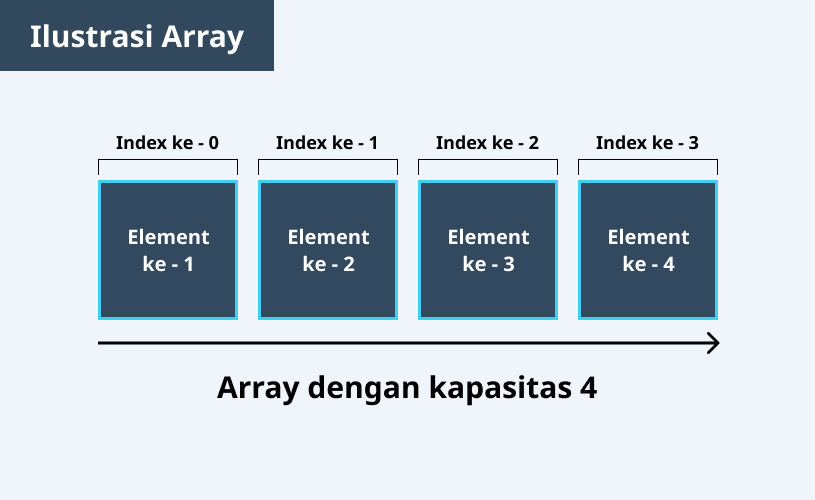 Ilustrasi Array
Index ke - 0
Index ke - 1
Index ke - 2
Index ke - 3
Element
ke - 1
Element
ke - 2
Element
ke - 3
Element
ke - 4
Array dengan kapasitas 4